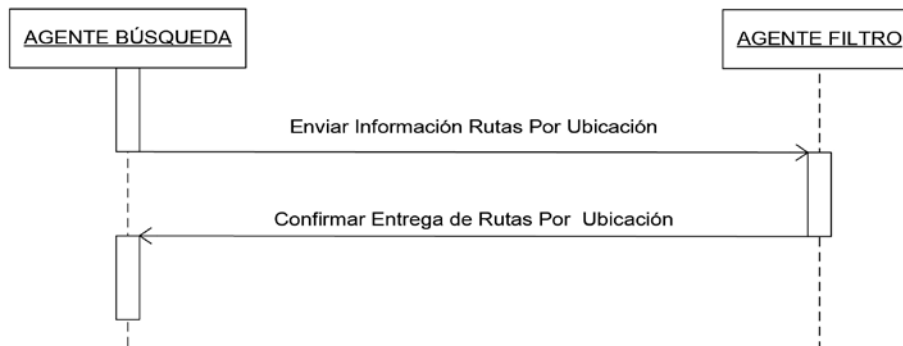 AGENTE BÚSQUEDA
AGENTE FILTRO
Enviar Información Rutas Por Ubicación
Confirmar Entrega de Rutas Por Ubicación